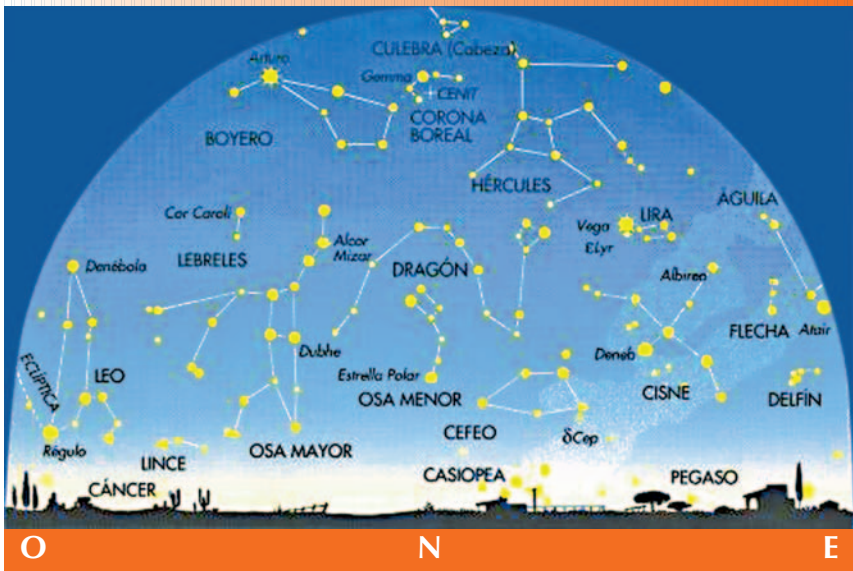 CULEBRA (Cabeza)
Arturo
Gemma
CENIT
CORONA
BOREAL
BOYERO
HÉRCULES
ÁGUILA
Cor Caroli
LIRA
Vega
εLyr
Alcor
Mizar
LEBRELES
DRAGÓN
Denébola
Albireo
FLECHA
Atair
Dubhe
Deneb
ECLÍPTICA
LEO
Estrella Polar
OSA MENOR
CISNE
DELFÍN
Régulo
OSA MAYOR
CEFEO
δCep
LINCE
CÁNCER
CASIOPEA
PEGASO
O
N
E